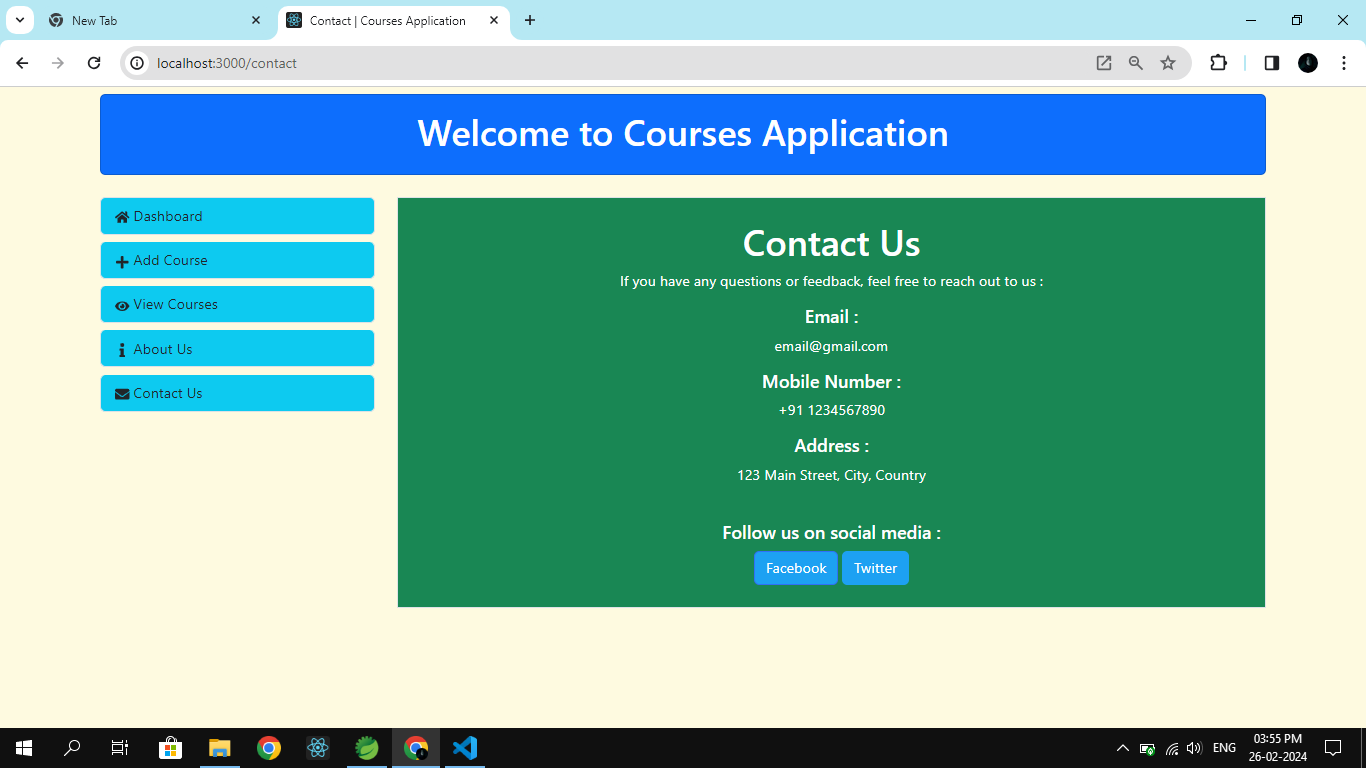 New Tab
Contact | Courses Application
localhost:3000/contact
Welcome to Courses Application
Dashboard
Add Course
View Courses
About Us
Contact Us
Contact Us
If you have any questions or feedback, feel free to reach out to us :
Email :
email@gmail.com
Mobile Number :
+91 1234567890
Address :
123 Main Street, City, Country
Follow us on social media :
Facebook Twitter
ENG
03:55 PM
26-02-2024